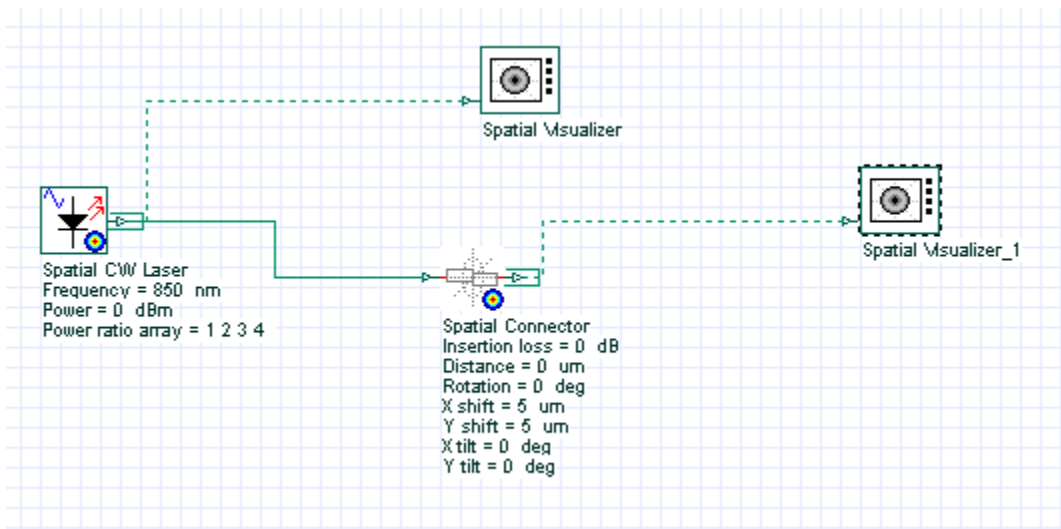 Spatial Visualizer
Spatial Visualizer_1
Spatial CW Laser
Frequency = 850 nm
Power = 0 dBm
Power ratio array = 1 2 3 4
Spatial Connector
Insertion loss = 0 dB
Distance = 0 um
Rotation = 0 deg
X shift = 5 um
Y shift = 5 um
X tilt = 0 deg
Y tilt = 0 deg